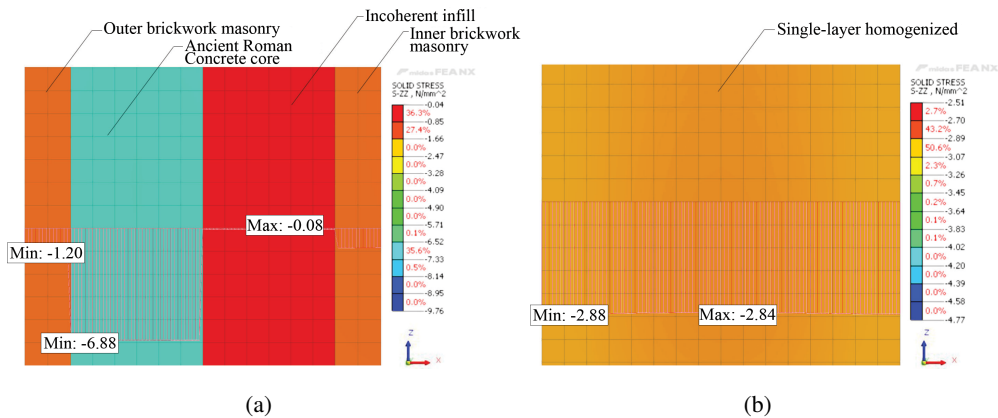 Outer brickwork masonry
Ancient Roman
Concrete core
Incoherent infill
Inner brickwork
masonry
FEANX
SOLID STRESS
S-ZZ , N/mm^2
-0.04
36.3%
-0.85
27.4%
-1.66
0.0%
-2.47
0.0%
-3.28
0.0%
-4.09
0.0%
-4.90
0.0%
-5.71
0.1%
-6.52
35.6%
-7.33
0.5%
-8.14
0.0%
-8.95
0.0%
-9.76
Max: -0.08
Min: -1.20
Min: -6.88
Z
X
(a)
Single-layer homogenized
FEANX
SOLID STRESS
S-ZZ , N/mm^2
-2.51
2.7%
-2.70
43.2%
-2.89
50.6%
-3.07
2.3%
-3.26
0.7%
-3.45
0.2%
-3.64
0.1%
-3.83
0.1%
-4.02
0.0%
-4.20
0.0%
-4.39
0.0%
-4.58
0.0%
-4.77
Min: -2.88
Max: -2.84
Z
X
(b)